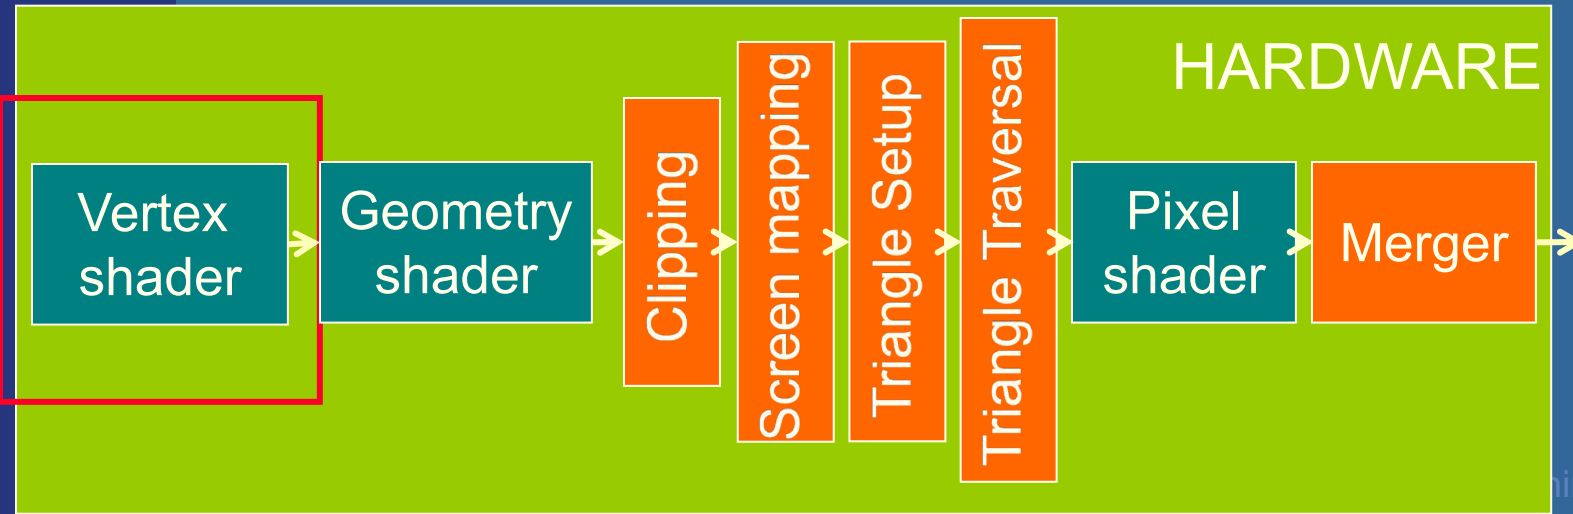 HARDWARE
Vertex
shader
Geometry
shader
Clipping
Screen mapping
Triangle Setup
Triangle Traversal
Pixel
shader
Merger